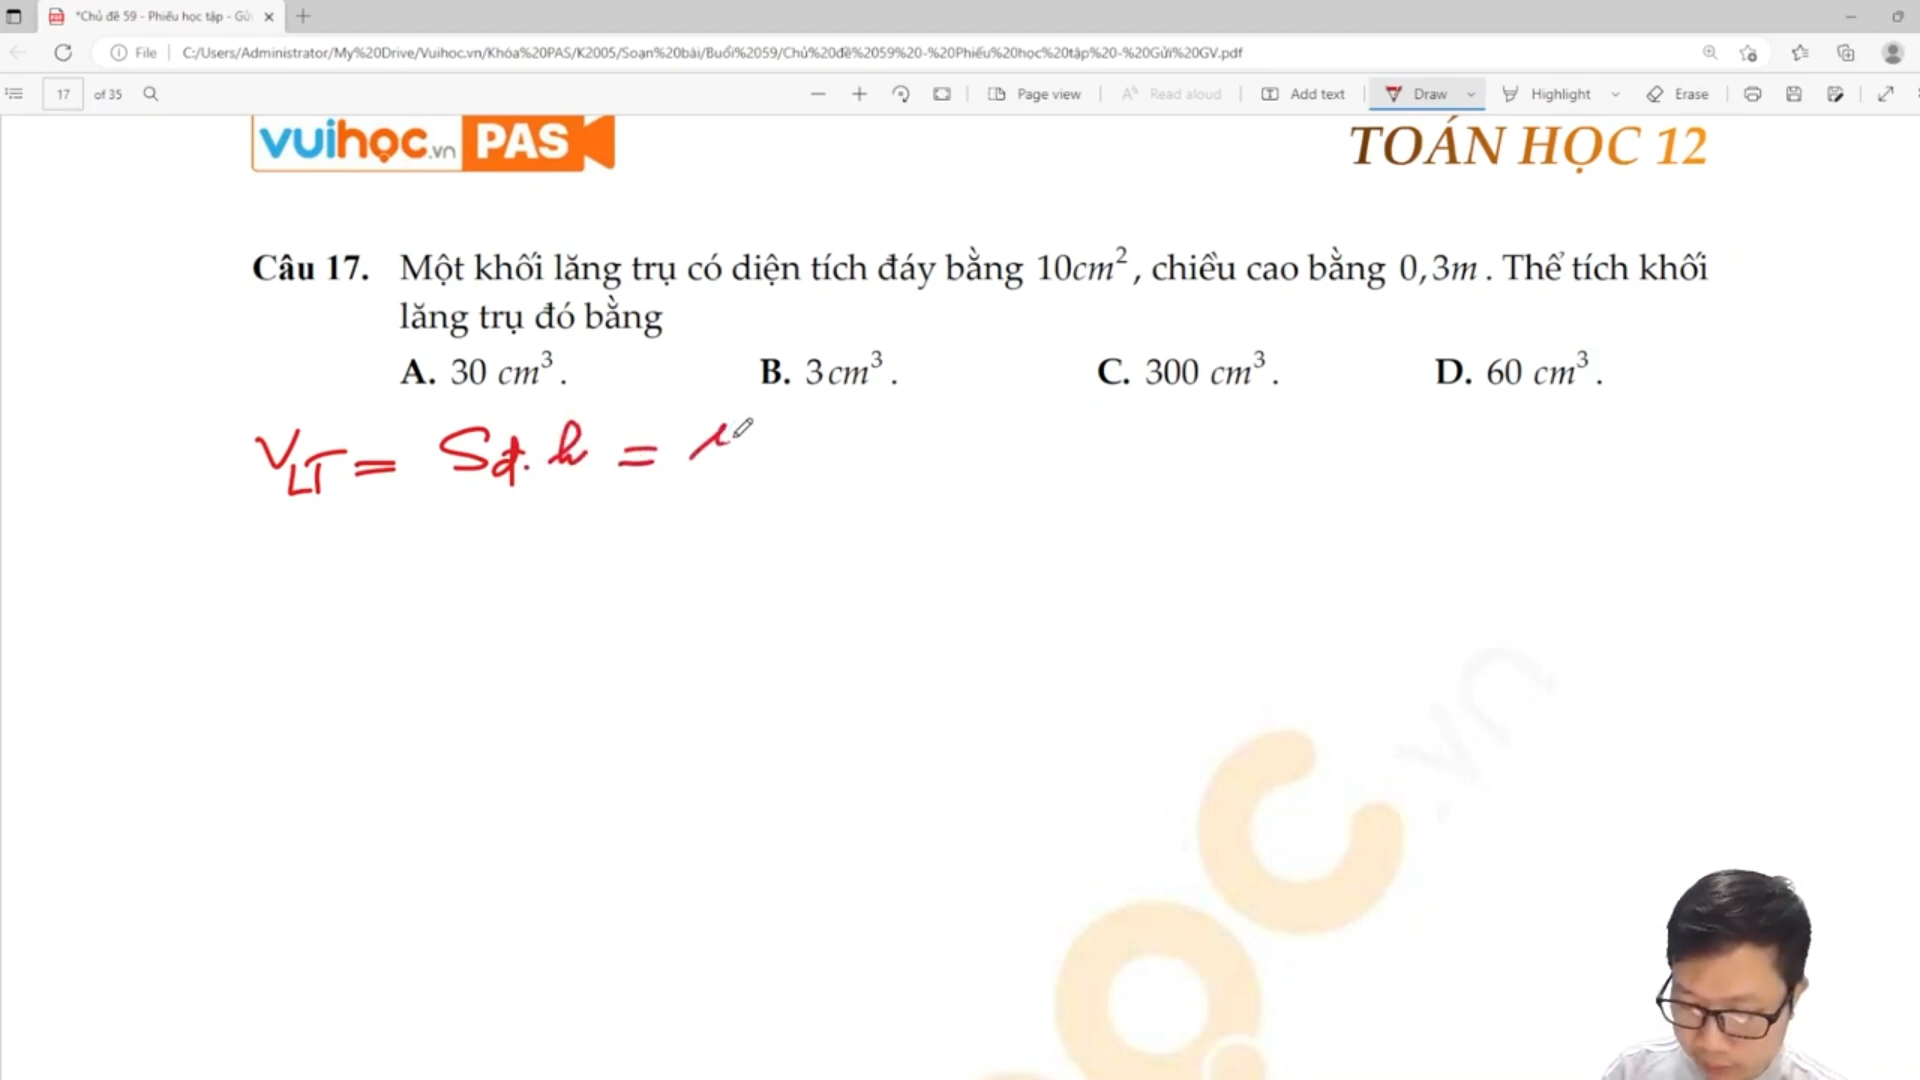 *Chủ đề 59 - Phiếu học tập - Gử
File C:/Users/Administrator/My%20Drive/Vuihoc.vn/Khóa%20PAS/K2005/Soạn%20bài/Buổi%2059/Chủ%20đề%2059%20-%20Phiếu%20học%20tập%20-%20Gửi%20GV.pdf
17 of 35 Page view Read aloud Add text Draw Highlight Erase
vuihọc.vn PAS TOÁN HỌC 12
Câu 17. Một khối lăng trụ có diện tích đáy bằng 10cm², chiều cao bằng 0,3m. Thể tích khối
lăng trụ đó bằng
A. 30 cm³. B. 3cm³. C. 300 cm³. D. 60 cm³.
V_LT = Sđ.h =
ọc.vn